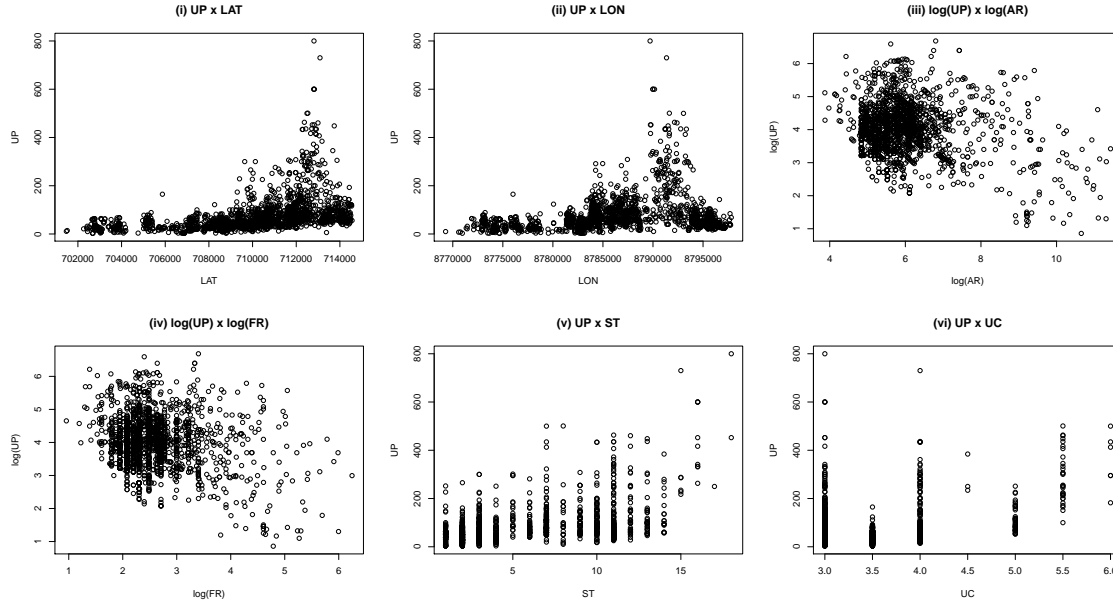 (i) UP x LAT
UP
0 200 400 600 800
702000 704000 706000 708000 710000 712000 714000
LAT
(ii) UP x LON
UP
0 200 400 600 800
8770000 8775000 8780000 8785000 8790000 8795000
LON
(iii) log(UP) x log(AR)
log(UP)
1 2 3 4 5 6
4 6 8 10
log(AR)
(iv) log(UP) x log(FR)
log(UP)
1 2 3 4 5 6
1 2 3 4 5 6
log(FR)
(v) UP x ST
UP
0 200 400 600 800
5 10 15
ST
(vi) UP x UC
UP
0 200 400 600 800
3.0 3.5 4.0 4.5 5.0 5.5
UC